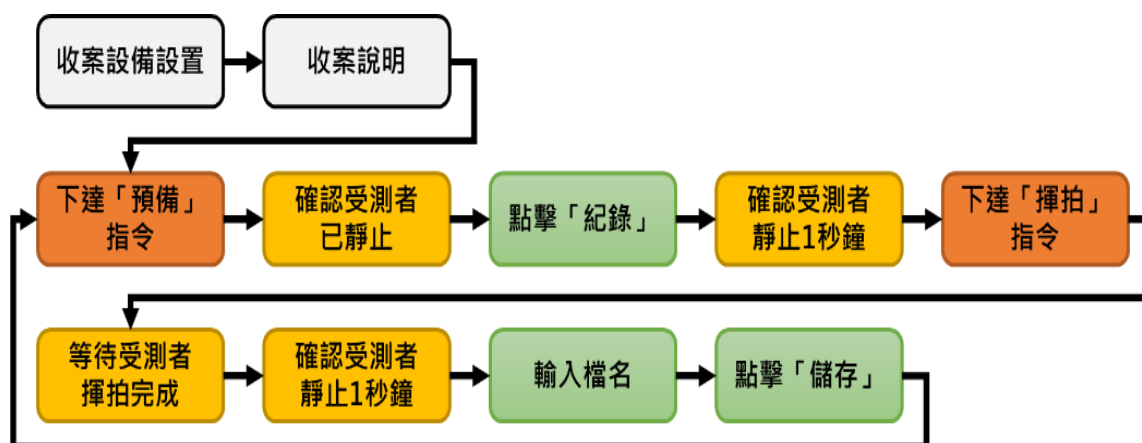 收案設備設置
收案說明
下達「預備」
指令
確認受測者
已靜止
點擊「紀錄」
確認受測者
靜止1秒鐘
下達「揮拍」
指令
等待受測者
揮拍完成
確認受測者
靜止1秒鐘
輸入檔名
點擊「儲存」